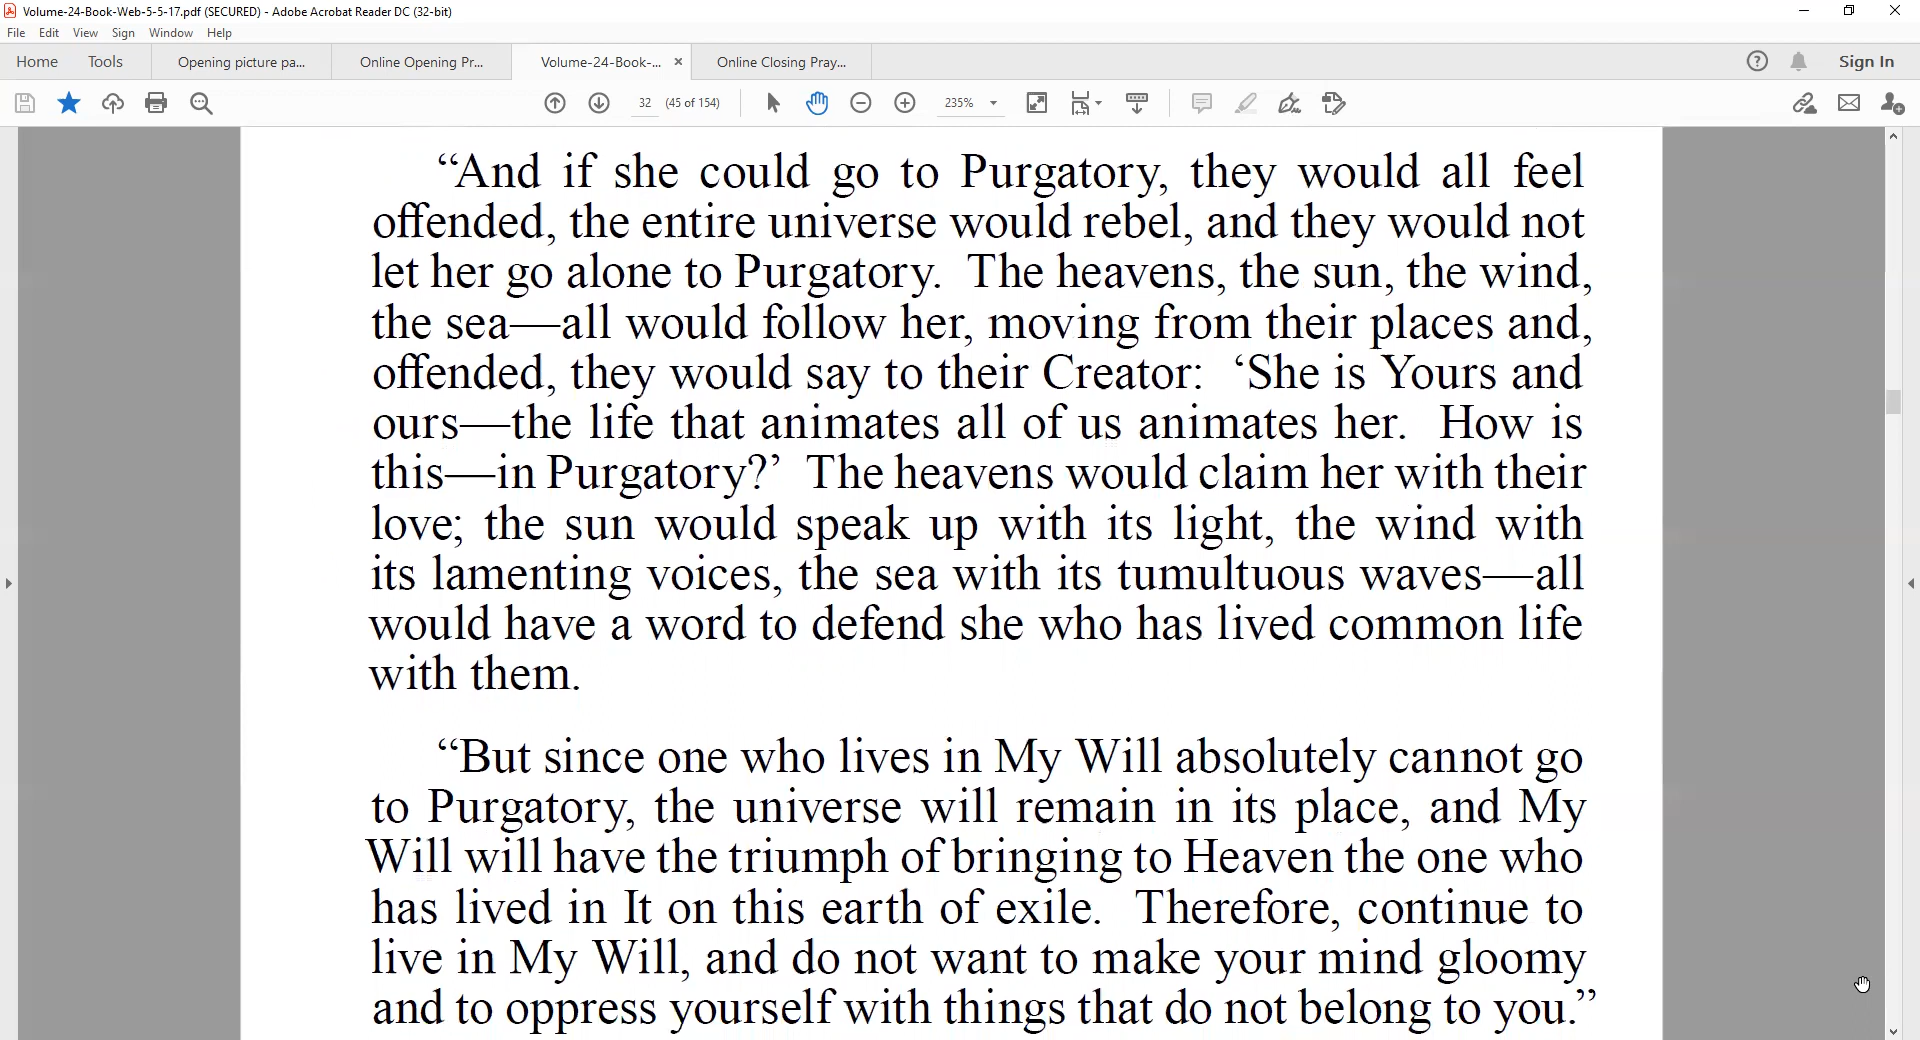 Volume-24-Book-Web-5-5-17.pdf (SECURED) - Adobe Acrobat Reader DC (32-bit)
File Edit View Sign Window Help
Home Tools Opening picture pa... Online Opening Pr... Volume-24-Book-... × Online Closing Pray... Sign In
32 (45 of 154) 235%
“And if she could go to Purgatory, they would all feel
offended, the entire universe would rebel, and they would not
let her go alone to Purgatory. The heavens, the sun, the wind,
the sea—all would follow her, moving from their places and,
offended, they would say to their Creator: ‘She is Yours and
ours—the life that animates all of us animates her. How is
this—in Purgatory?’ The heavens would claim her with their
love; the sun would speak up with its light, the wind with
its lamenting voices, the sea with its tumultuous waves—all
would have a word to defend she who has lived common life
with them.
“But since one who lives in My Will absolutely cannot go
to Purgatory, the universe will remain in its place, and My
Will will have the triumph of bringing to Heaven the one who
has lived in It on this earth of exile. Therefore, continue to
live in My Will, and do not want to make your mind gloomy
and to oppress yourself with things that do not belong to you.”